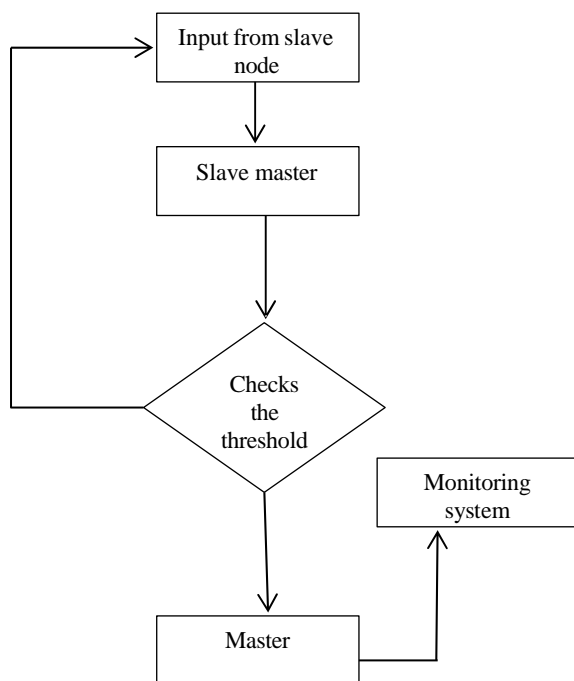 Input from slave
node
Slave master
Checks
the
threshold
Monitoring
system
Master